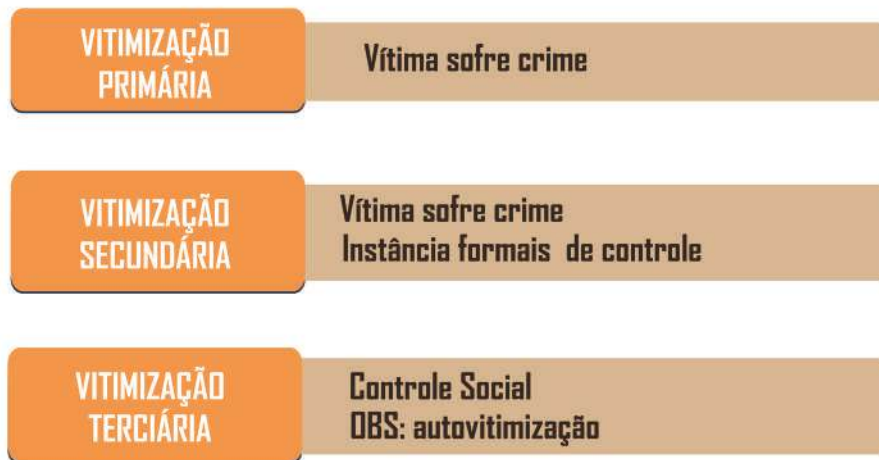 VITIMIZAÇÃO
PRIMÁRIA
Vítima sofre crime
VITIMIZAÇÃO
SECUNDÁRIA
Vítima sofre crime
Instância formais de controle
VITIMIZAÇÃO
TERCIÁRIA
Controle Social
OBS: autovitimização